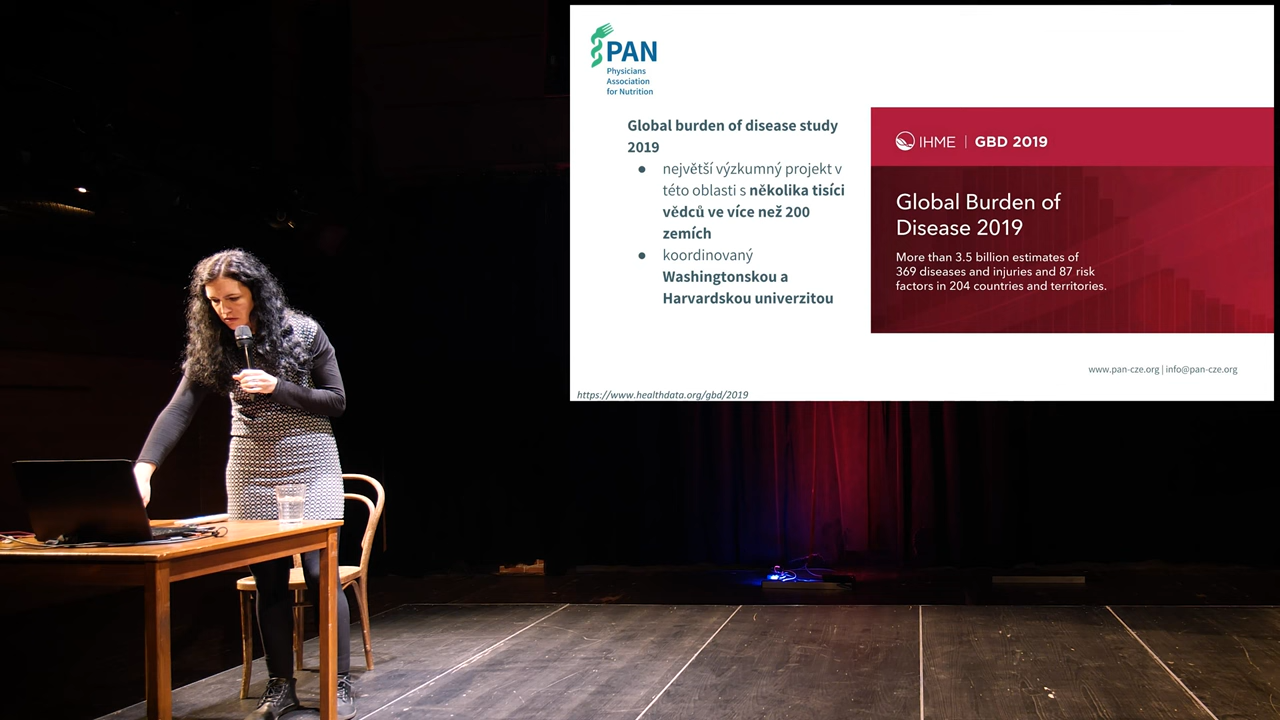 PAN
Physicians
Association
for Nutrition
Global burden of disease study
2019
● největší výzkumný projekt v
této oblasti s několika tisíci
vědců ve více než 200
zemích
● koordinovaný
Washingtonskou a
Harvardskou univerzitou
IHME | GBD 2019
Global Burden of
Disease 2019
More than 3.5 billion estimates of
369 diseases and injuries and 87 risk
factors in 204 countries and territories.
www.pan-cze.org | info@pan-cze.org
https://www.healthdata.org/gbd/2019